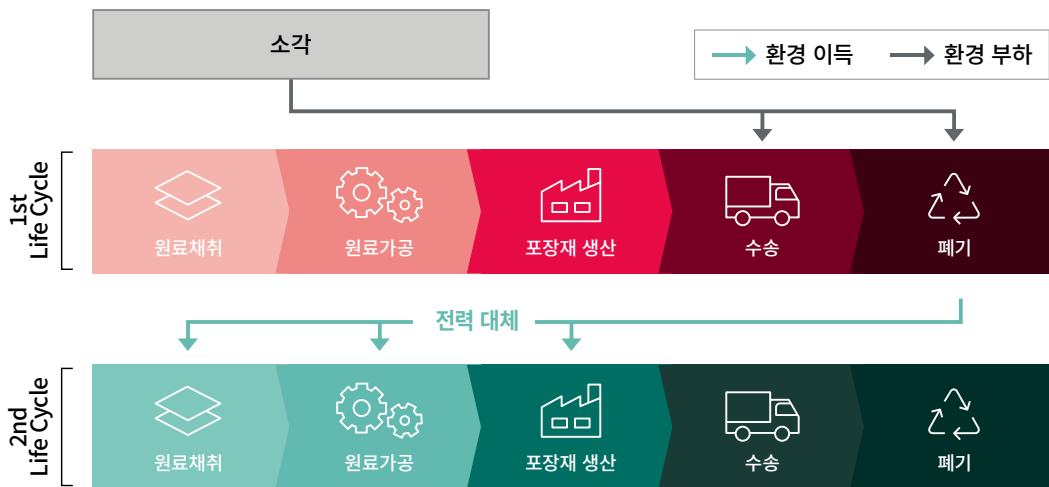 소각
환경 이득
환경 부하
1st
Life Cycle
원료채취
원료가공
포장재 생산
수송
폐기
전력 대체
2nd
Life Cycle
원료채취
원료가공
포장재 생산
수송
폐기